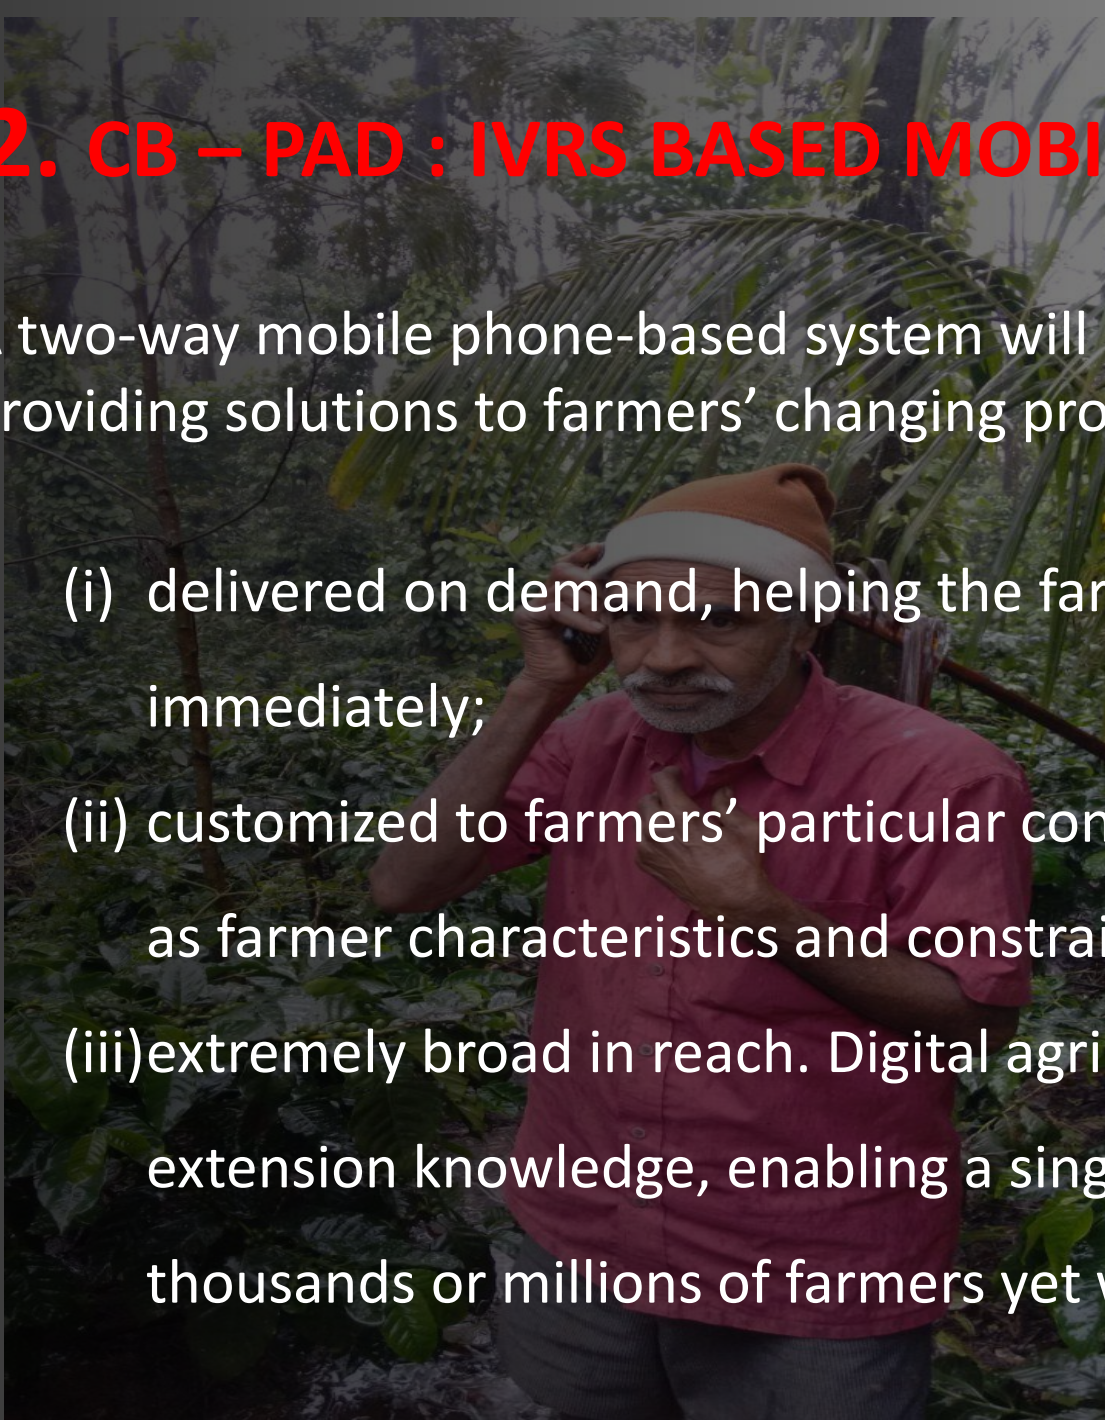 2. CB – PAD : IVRS BASED MOBI
two-way mobile phone-based system will
roviding solutions to farmers’ changing pro
(i) delivered on demand, helping the far
immediately;
(ii) customized to farmers’ particular con
as farmer characteristics and constrai
(iii)extremely broad in reach. Digital agri
extension knowledge, enabling a sing
thousands or millions of farmers yet